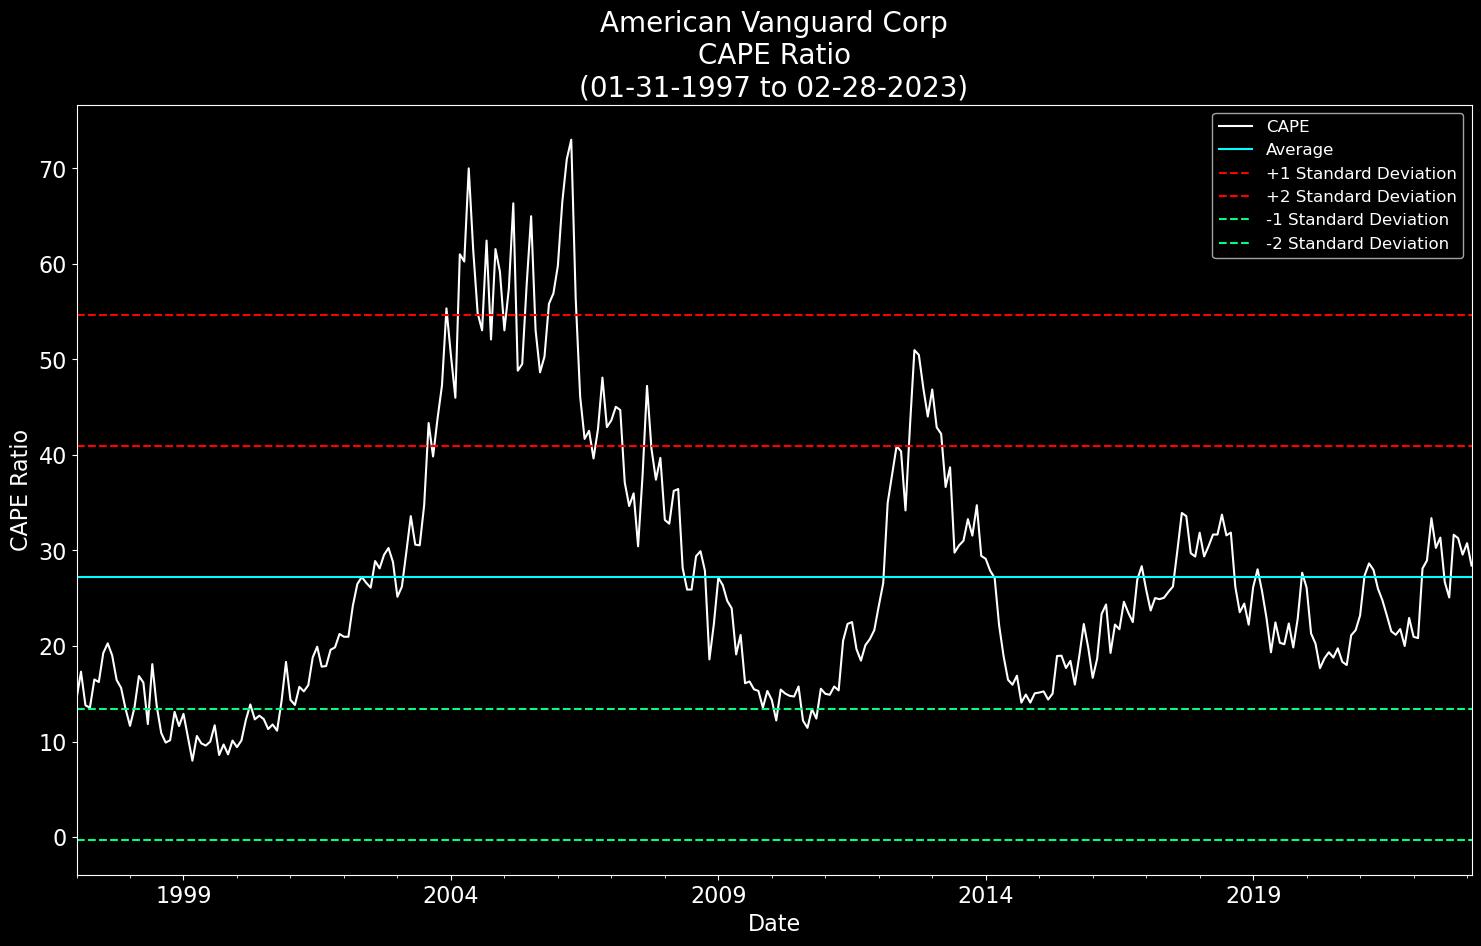 American Vanguard Corp
CAPE Ratio
(01-31-1997 to 02-28-2023)
CAPE
Average
+1 Standard Deviation
+2 Standard Deviation
-1 Standard Deviation
-2 Standard Deviation
CAPE Ratio
70
60
50
40
30
20
10
0
1999 2004 2009 2014 2019
Date